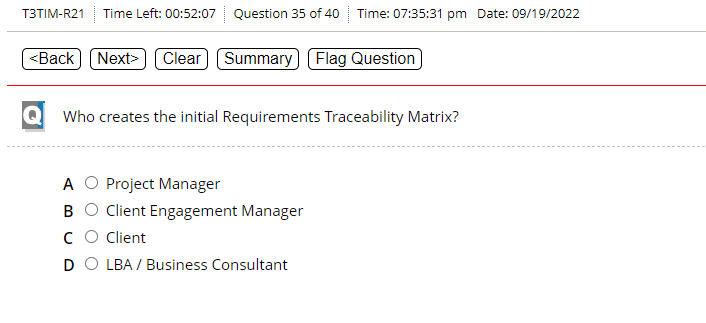 T3TIM-R21 Time Left: 00:52:07 Question 35 of 40 Time: 07:35:31 pm Date: 09/19/2022
<Back Next> Clear Summary Flag Question
Q Who creates the initial Requirements Traceability Matrix?
A Project Manager
B Client Engagement Manager
C Client
D LBA / Business Consultant